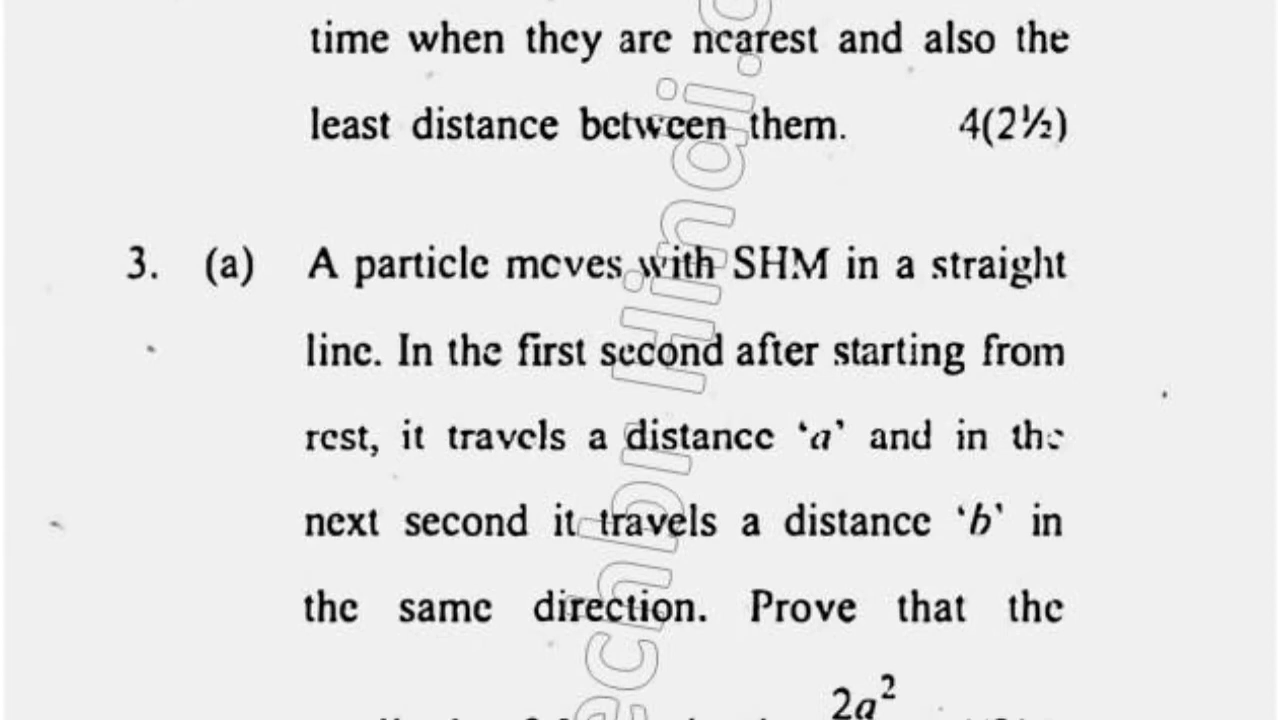 time when they are nearest and also the
least distance between them. 4(2½)
3. (a) A particle moves with SHM in a straight
line. In the first second after starting from
rest, it travels a distance ‘a’ and in the
next second it travels a distance ‘b’ in
the same direction. Prove that the
2a²